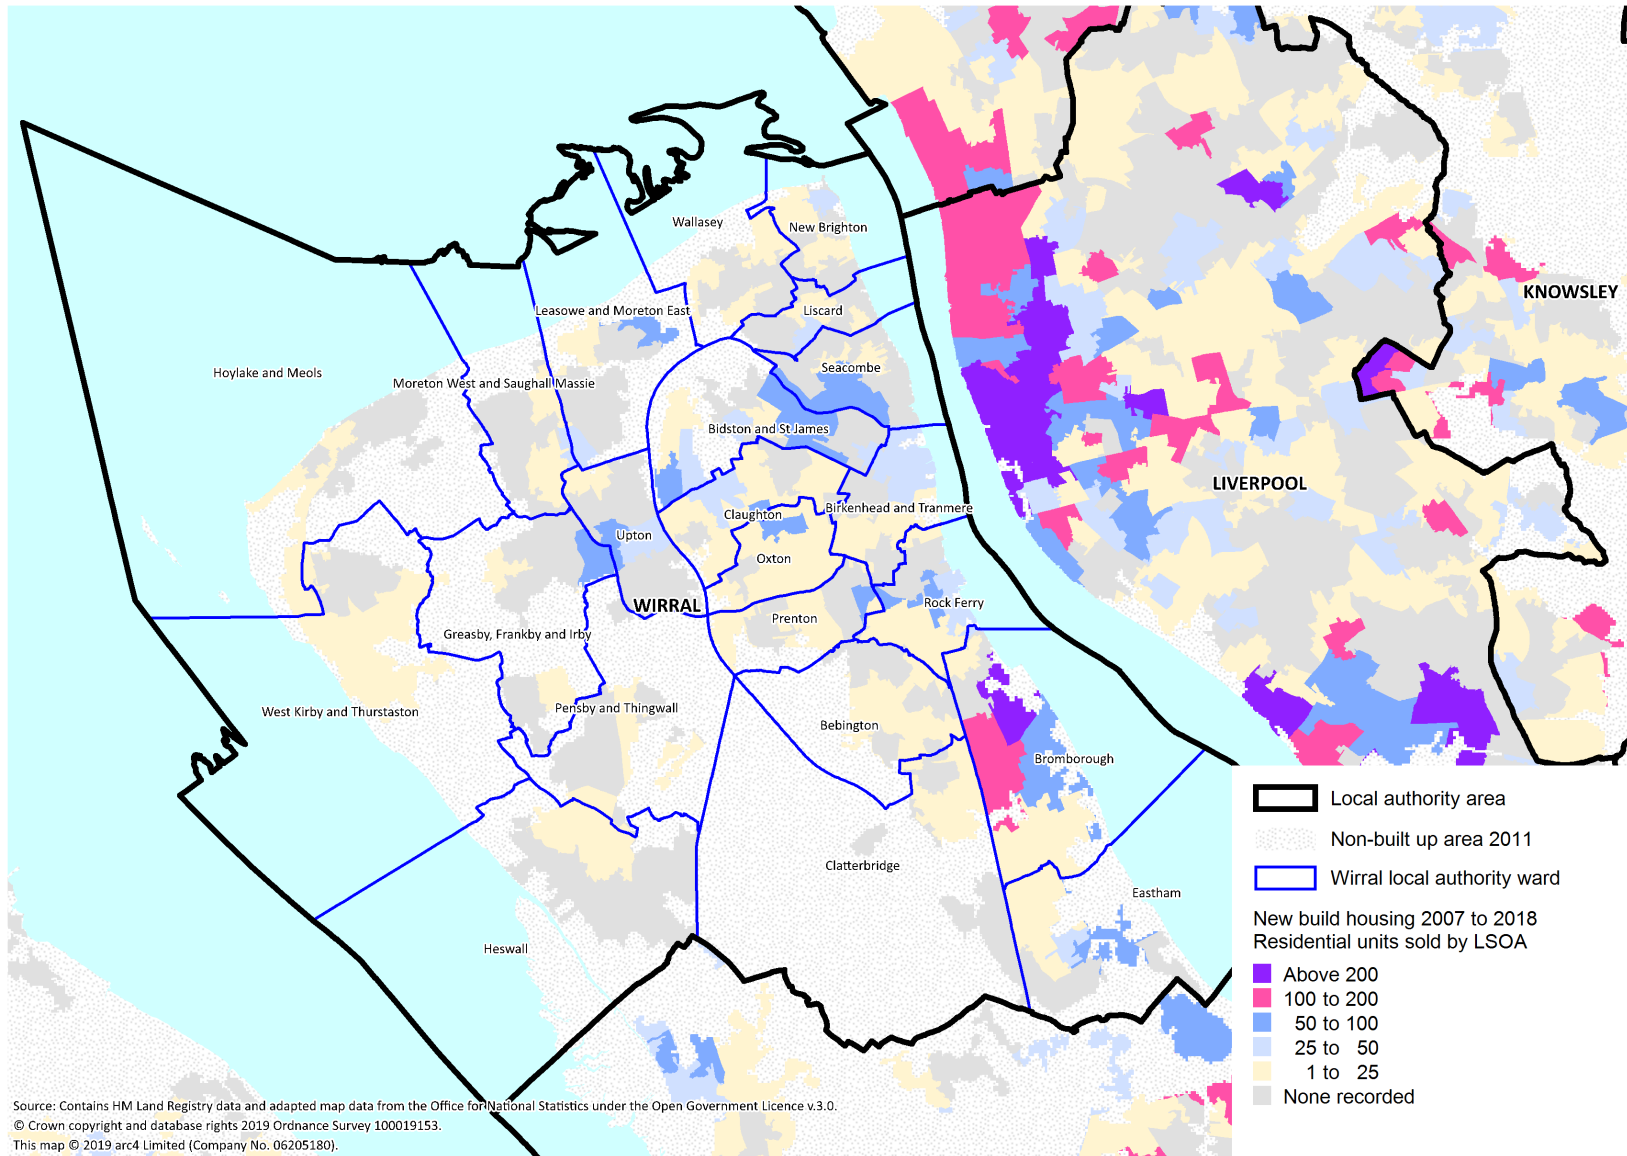 Wallasey
New Brighton
Leasowe and Moreton East
Liscard
KNOWSLEY
Hoylake and Meols
Moreton West and Saughall Massie
Seacombe
Bidston and St James
LIVERPOOL
Claughton
Birkenhead and Tranmere
Upton
Oxton
WIRRAL
Rock Ferry
Prenton
Greasby, Frankby and Irby
West Kirby and Thurstaston
Pensby and Thingwall
Bebington
Bromborough
Clatterbridge
Eastham
Heswall
Local authority area
Non-built up area 2011
Wirral local authority ward
New build housing 2007 to 2018
Residential units sold by LSOA
Above 200
100 to 200
50 to 100
25 to 50
1 to 25
None recorded
Source: Contains HM Land Registry data and adapted map data from the Office for National Statistics under the Open Government Licence v.3.0.
© Crown copyright and database rights 2019 Ordnance Survey 100019153.
This map © 2019 arc4 Limited (Company No. 06205180).